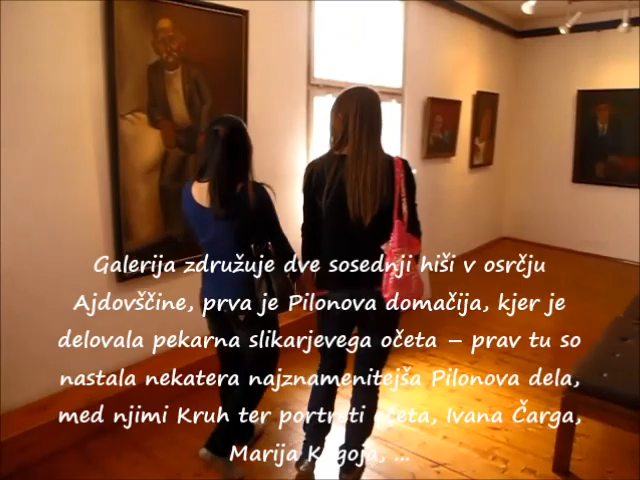 Galerija združuje dve sosednji hiši v osrčju
Ajdovščine, prva je Pilonova domačija, kjer je
delovala pekarna slikarjevega očeta – prav tu so
nastala nekatera najznamenitejša Pilonova dela,
med njimi Kruh ter portreti očeta, Ivana Čarga,
Marija Kogoja, ...